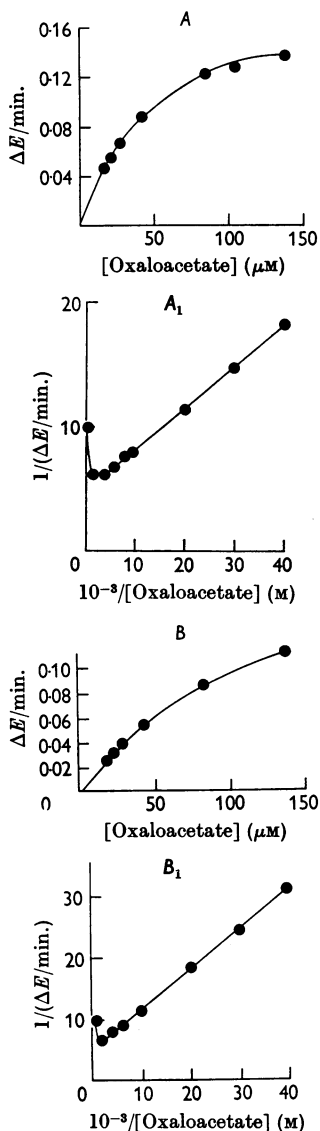 A
0·16
0·12
0·08
0·04
ΔE/min.
50
100
150
[Oxaloacetate] (μM)
A₁
20
10
0
1/(ΔE/min.)
10
20
30
40
10⁻³/[Oxaloacetate] (M)
B
0·10
0·08
0·06
0·04
0·02
0
ΔE/min.
50
100
150
[Oxaloacetate] (μM)
B₁
30
20
10
1/(ΔE/min.)
0
10
20
30
40
10⁻³/[Oxaloacetate] (M)